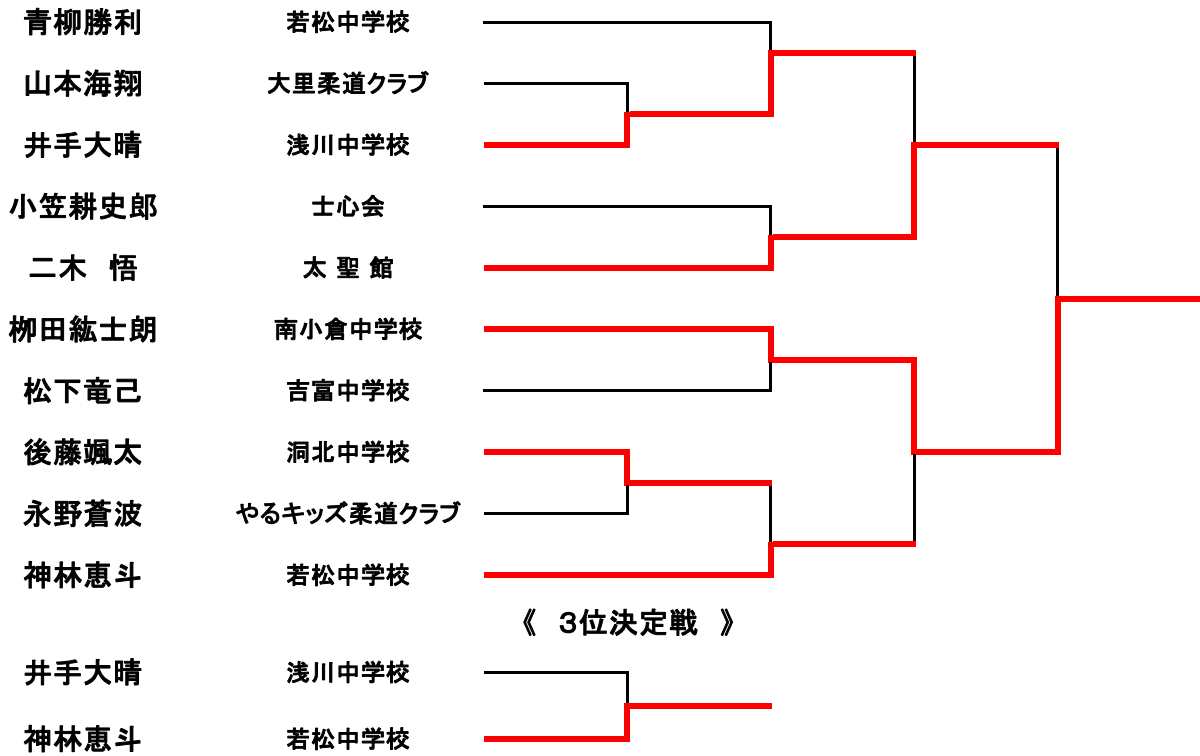 青柳勝利 若松中学校
山本海翔 大里柔道クラブ
井手大晴 浅川中学校
小笠耕史郎 士心会
二木 悟 太 聖 館
栁田紘士朗 南小倉中学校
松下竜己 吉富中学校
後藤颯太 洞北中学校
永野蒼波 やるキッズ柔道クラブ
神林恵斗 若松中学校
《 3位決定戦 》
井手大晴 浅川中学校
神林恵斗 若松中学校